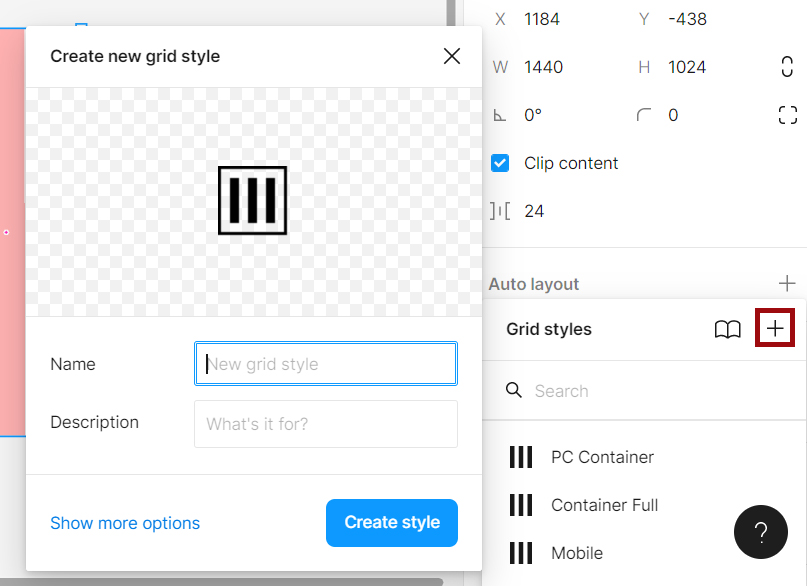 Create new grid style
Name
New grid style
Description
What's it for?
Show more options
Create style
X 1184 Y -438
W 1440 H 1024
0° 0
Clip content
24
Auto layout
Grid styles
Search
PC Container
Container Full
Mobile
?